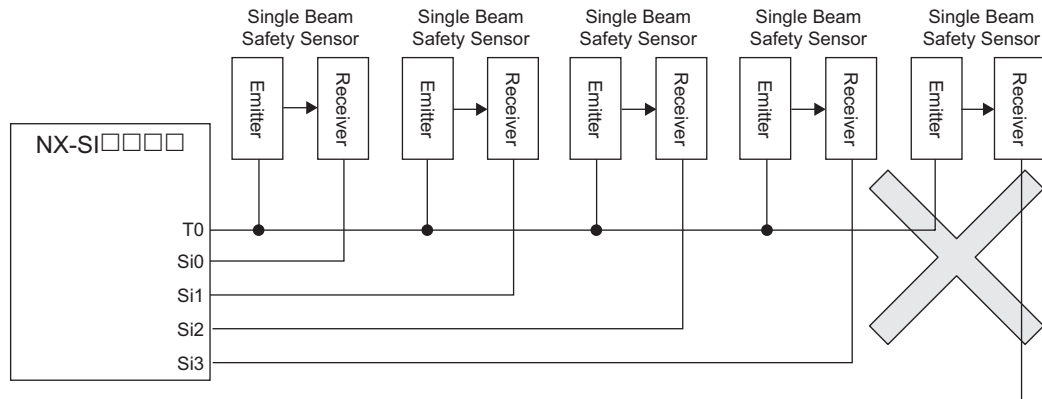 Single Beam
Safety Sensor
Single Beam
Safety Sensor
Single Beam
Safety Sensor
Single Beam
Safety Sensor
Single Beam
Safety Sensor
Emitter
Receiver
Emitter
Receiver
Emitter
Receiver
Emitter
Receiver
Emitter
Receiver
NX-SI□□□□
T0
Si0
Si1
Si2
Si3